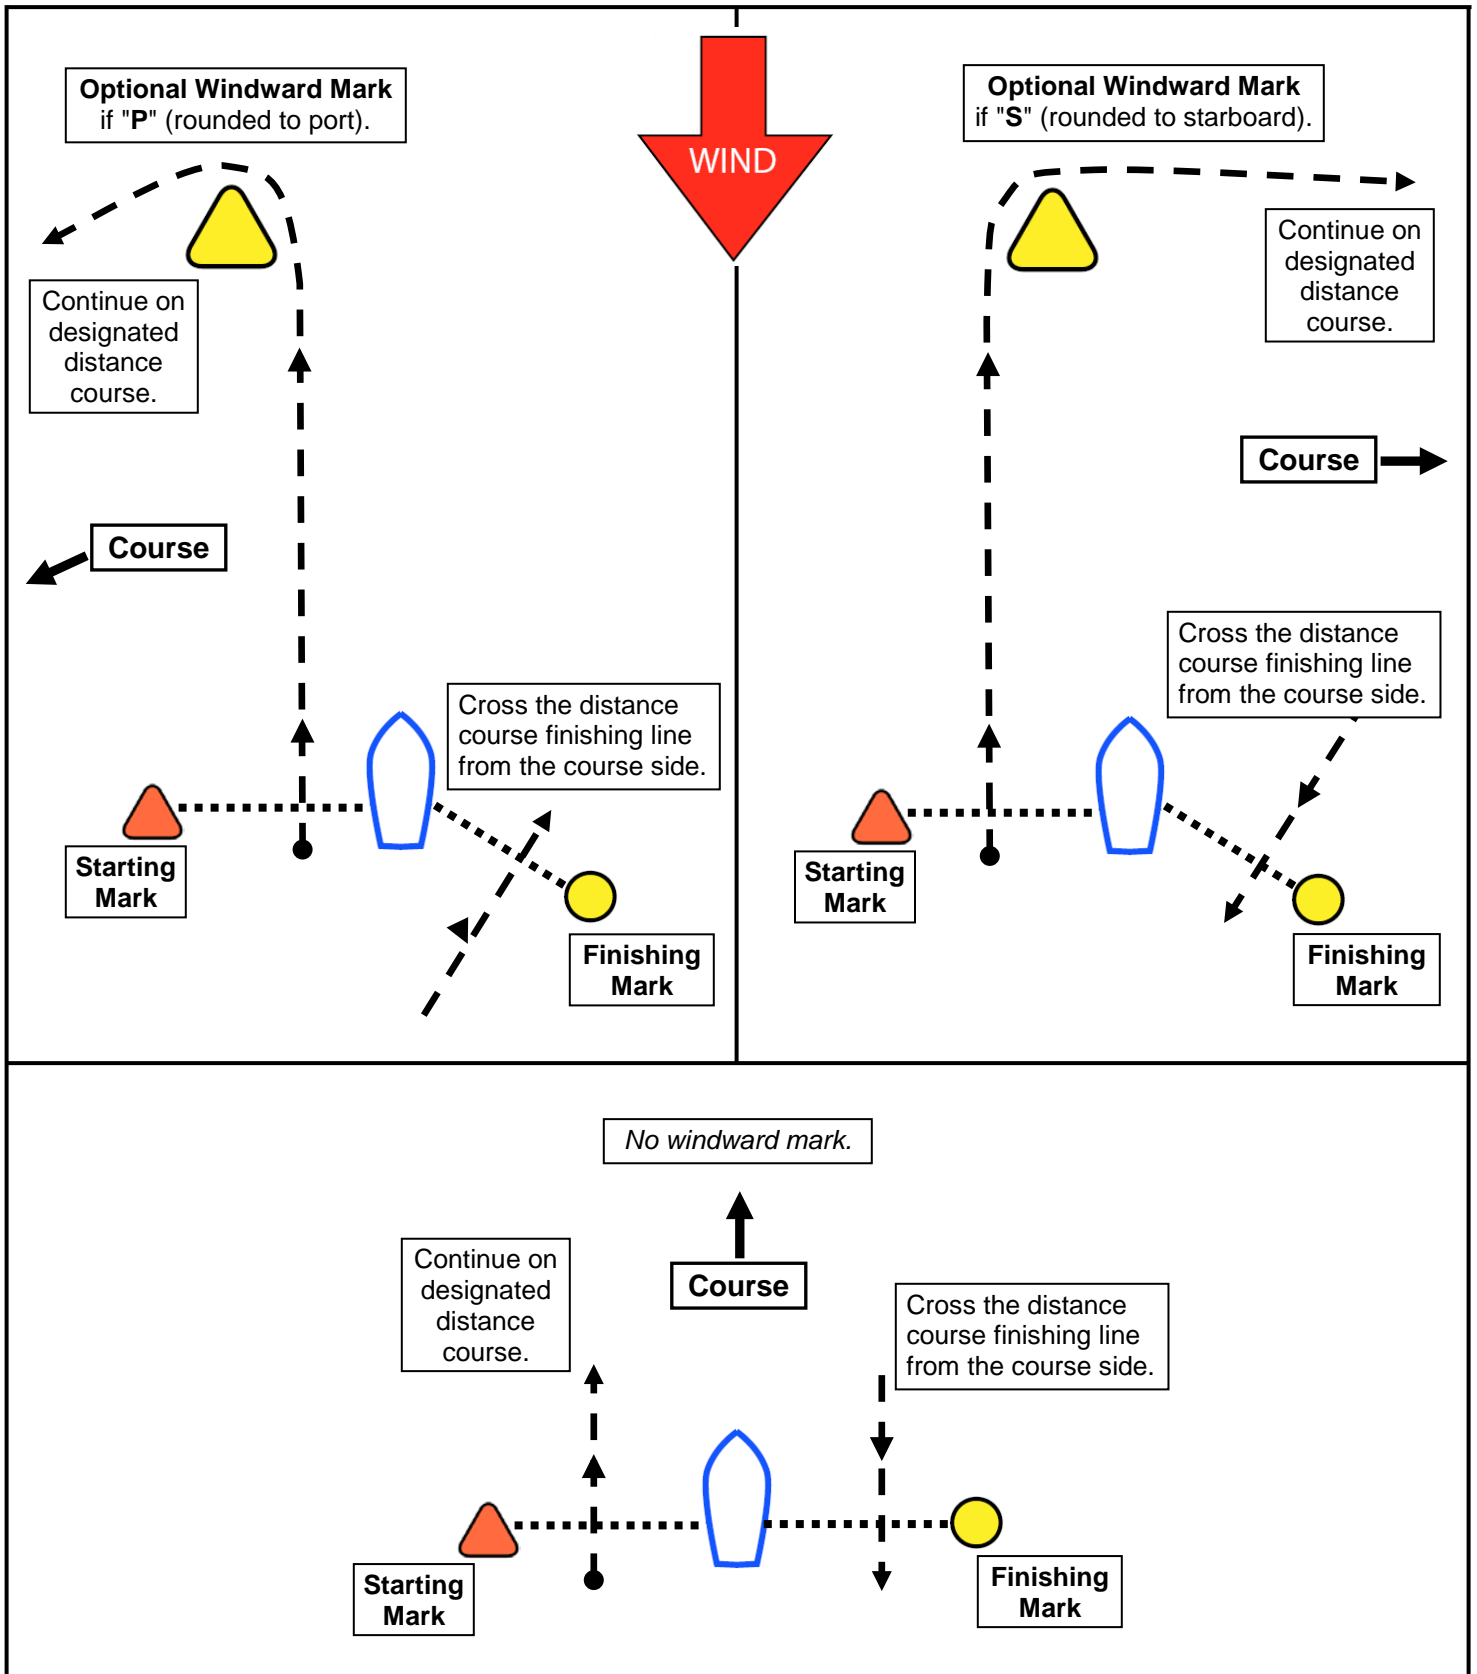 Optional Windward Mark
if "P" (rounded to port).
WIND
Optional Windward Mark
if "S" (rounded to starboard).
Continue on
designated
distance
course.
Continue on
designated
distance
course.
Course
Course
Cross the distance
course finishing line
from the course side.
Cross the distance
course finishing line
from the course side.
Starting
Mark
Finishing
Mark
Starting
Mark
Finishing
Mark
No windward mark.
Continue on
designated
distance
course.
Course
Cross the distance
course finishing line
from the course side.
Starting
Mark
Finishing
Mark